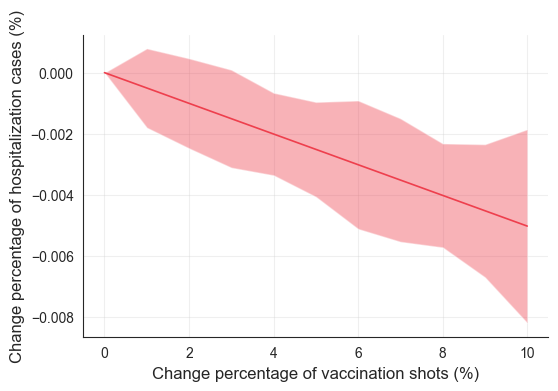 Change percentage of hospitalization cases (%)
0.000
−0.002
−0.004
−0.006
−0.008
0 2 4 6 8 10
Change percentage of vaccination shots (%)